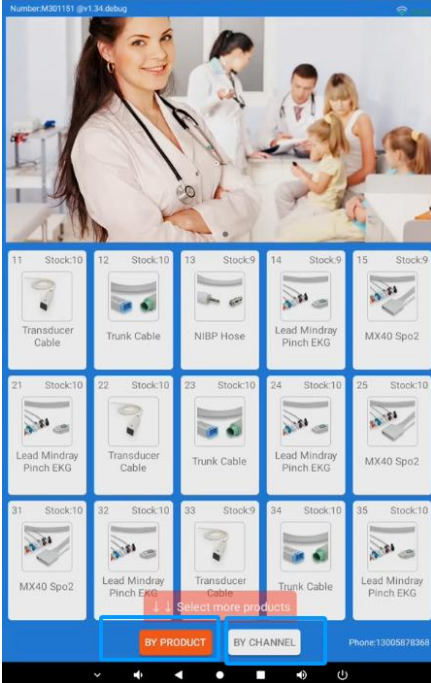 Number:M301151 @v1.34.debug
11 Stock:10
Transducer
Cable
12 Stock:10
Trunk Cable
13 Stock:9
NIBP Hose
14 Stock:9
Lead Mindray
Pinch EKG
15 Stock:9
MX40 Spo2
21 Stock:10
Lead Mindray
Pinch EKG
22 Stock:10
Transducer
Cable
23 Stock:10
Trunk Cable
24 Stock:10
Lead Mindray
Pinch EKG
25 Stock:10
MX40 Spo2
31 Stock:10
MX40 Spo2
32 Stock:10
Lead Mindray
Pinch EKG
33 Stock:9
Transducer
Cable
34 Stock:10
Trunk Cable
35 Stock:10
Lead Mindray
Pinch EKG
↓ ↓ Select more products
BY PRODUCT
BY CHANNEL
Phone:13005878368